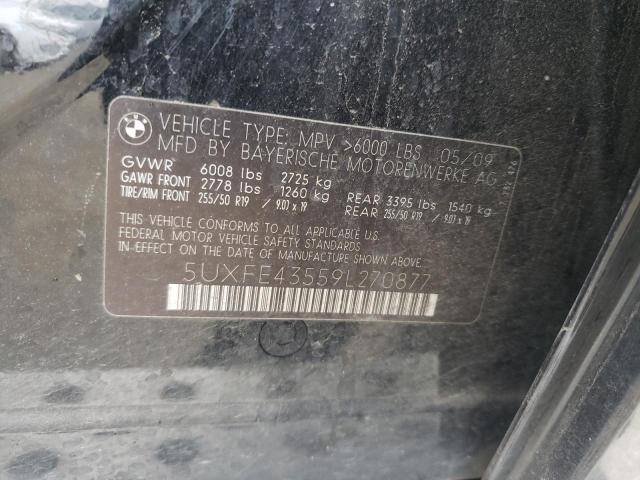 BMW
VEHICLE TYPE: MPV >6000 LBS 05/09
MFD BY BAYERISCHE MOTORENWERKE AG
GVWR 6008 lbs 2725 kg
GAWR FRONT 2778 lbs 1260 kg REAR 3395 lbs 1540 kg
TIRE/RIM FRONT 255/50 R19 / 9.0J x 19 REAR 255/50 R19 / 9.0J x 19
THIS VEHICLE CONFORMS TO ALL APPLICABLE U.S.
FEDERAL MOTOR VEHICLE SAFETY STANDARDS
IN EFFECT ON THE DATE OF MANUFACTURE SHOWN ABOVE.
5UXFE43559L270877